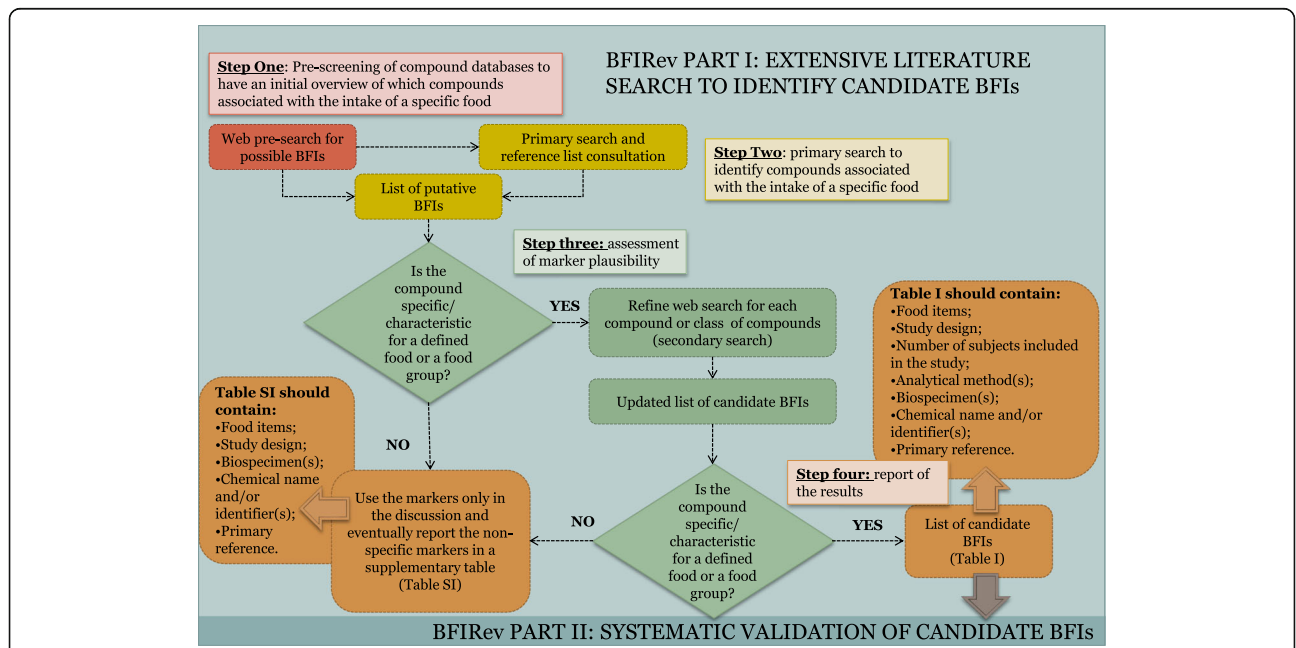 BFIRev PART I: EXTENSIVE LITERATURE
SEARCH TO IDENTIFY CANDIDATE BFIs
Step One: Pre-screening of compound databases to
have an initial overview of which compounds
associated with the intake of a specific food
Web pre-search for
possible BFIs
Primary search and
reference list consultation
Step Two: primary search to
identify compounds associated
with the intake of a specific food
List of putative
BFIs
Step three: assessment
of marker plausibility
Is the
compound
specific/
characteristic
for a defined
food or a food
group?
YES
Refine web search for each
compound or class of compounds
(secondary search)
Updated list of candidate BFIs
Table I should contain:
•Food items;
•Study design;
•Number of subjects included
in the study;
•Analytical method(s);
•Biospecimen(s);
•Chemical name and/or
identifier(s);
•Primary reference.
Table SI should
contain:
•Food items;
•Study design;
•Biospecimen(s);
•Chemical name
and/or
identifier(s);
•Primary
reference.
NO
Use the markers only in
the discussion and
eventually report the non-
specific markers in a
supplementary table
(Table SI)
NO
Is the
compound
specific/
characteristic
for a defined
food or a food
group?
Step four: report of
the results
YES
List of candidate
BFIs
(Table I)
BFIRev PART II: SYSTEMATIC VALIDATION OF CANDIDATE BFIs